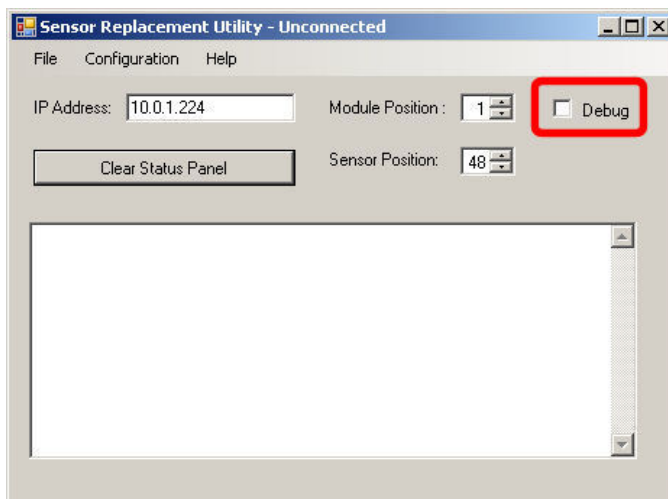 Sensor Replacement Utility - Unconnected
File Configuration Help
IP Address: 10.0.1.224 Module Position : 1 Debug
Clear Status Panel Sensor Position: 48